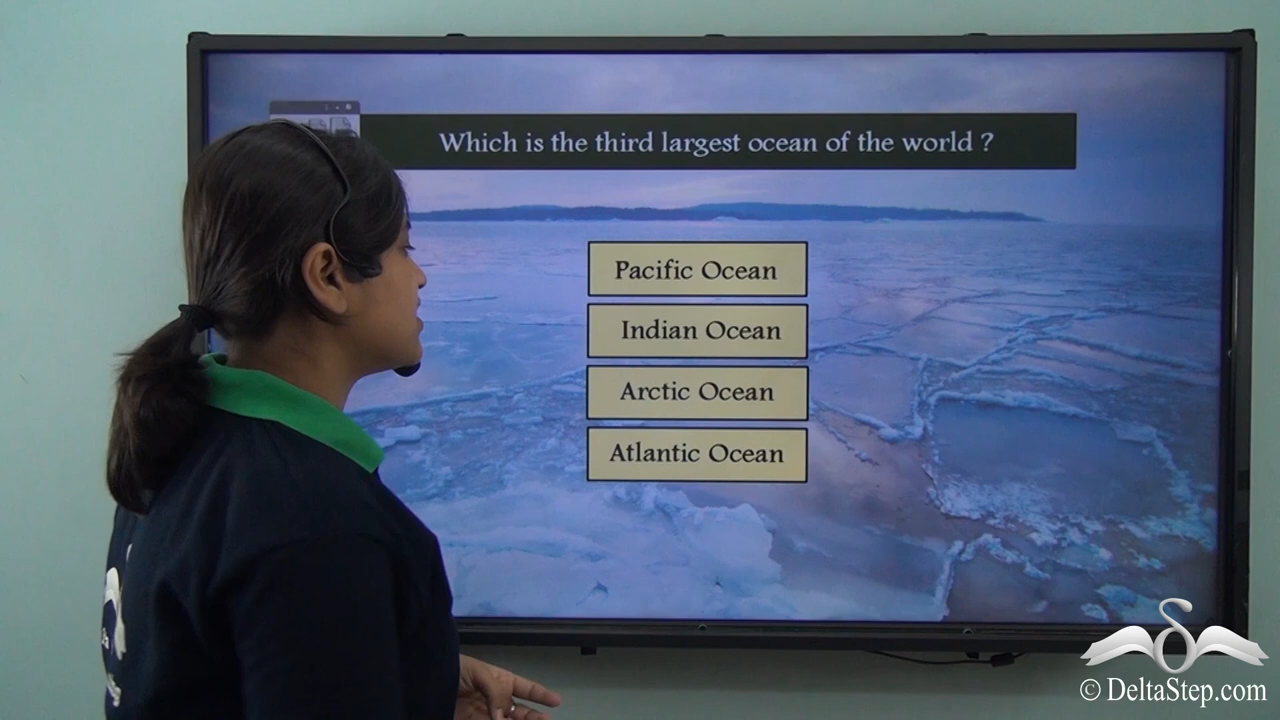 Which is the third largest ocean of the world ?
Pacific Ocean
Indian Ocean
Arctic Ocean
Atlantic Ocean
© DeltaStep.com